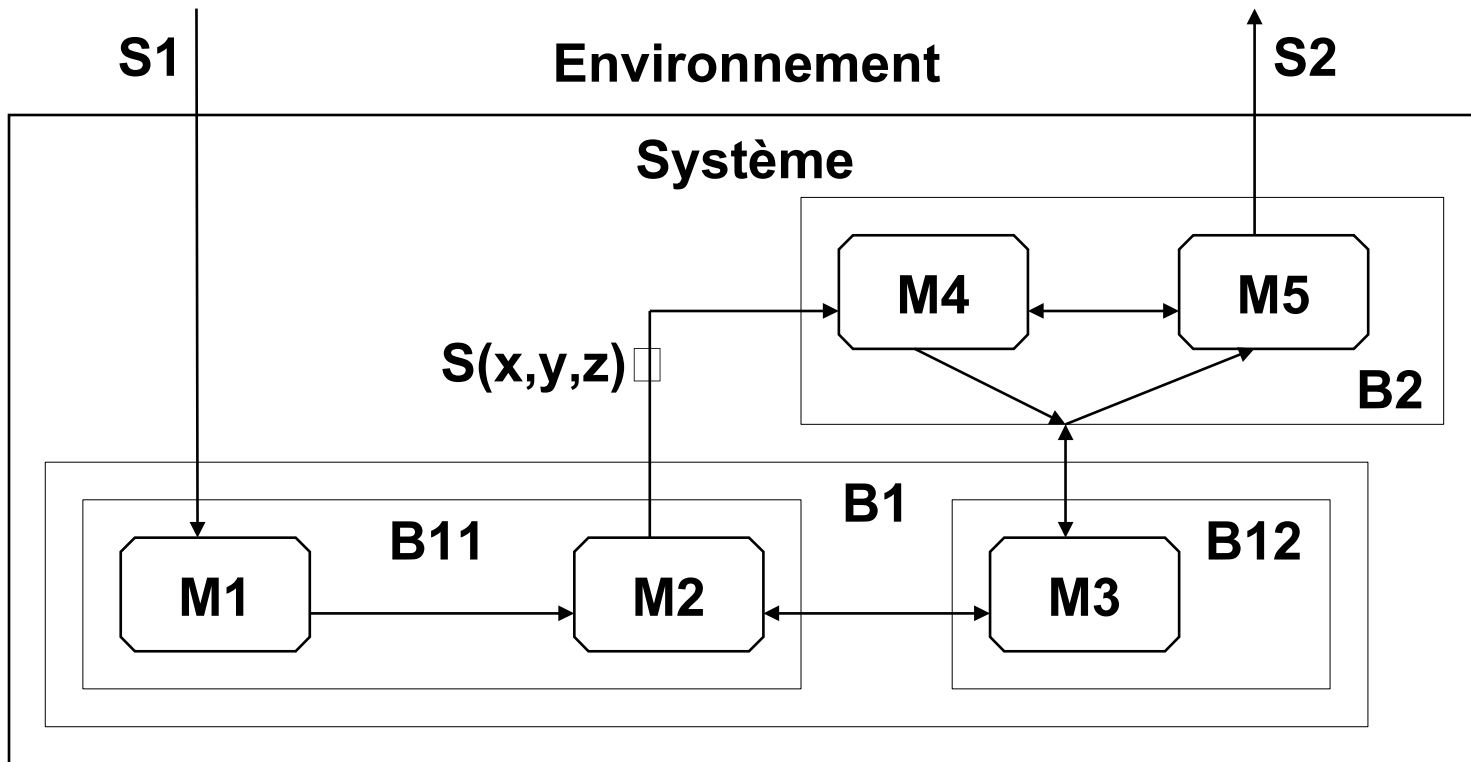 S1
Environnement
S2
Système
M4
M5
S(x,y,z)
B2
B1
B11
B12
M1
M2
M3